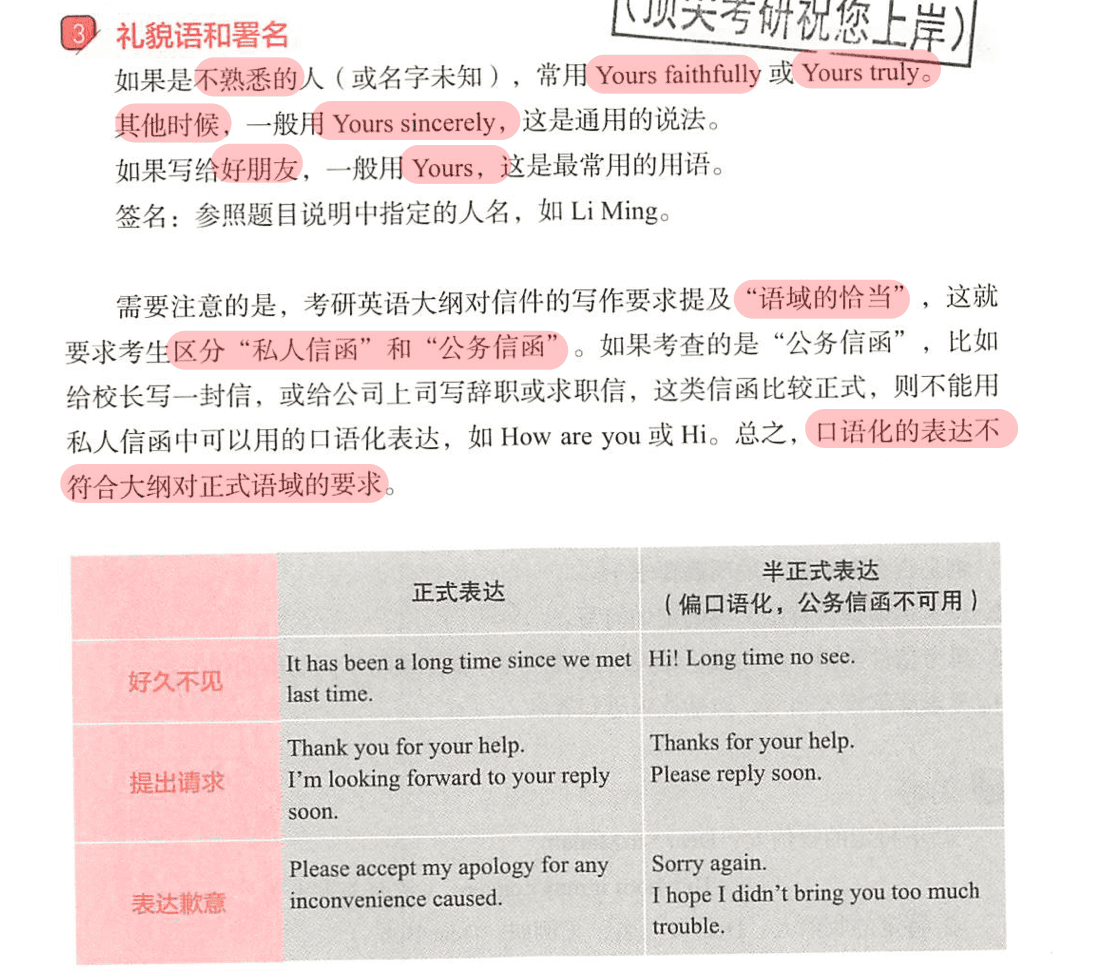 （顶尖考研祝您上岸）
3 礼貌语和署名
如果是不熟悉的人（或名字未知），常用 Yours faithfully 或 Yours truly。
其他时候，一般用 Yours sincerely，这是通用的说法。
如果写给好朋友，一般用 Yours，这是最常用的用语。
签名：参照题目说明中指定的人名，如 Li Ming。
需要注意的是，考研英语大纲对信件的写作要求提及“语域的恰当”，这就
要求考生区分“私人信函”和“公务信函”。如果考查的是“公务信函”，比如
给校长写一封信，或给公司上司写辞职或求职信，这类信函比较正式，则不能用
私人信函中可以用的口语化表达，如 How are you 或 Hi。总之，口语化的表达不
符合大纲对正式语域的要求。
正式表达
半正式表达
（偏口语化，公务信函不可用）
好久不见
It has been a long time since we met
last time.
Hi! Long time no see.
提出请求
Thank you for your help.
I'm looking forward to your reply
soon.
Thanks for your help.
Please reply soon.
表达歉意
Please accept my apology for any
inconvenience caused.
Sorry again.
I hope I didn't bring you too much
trouble.